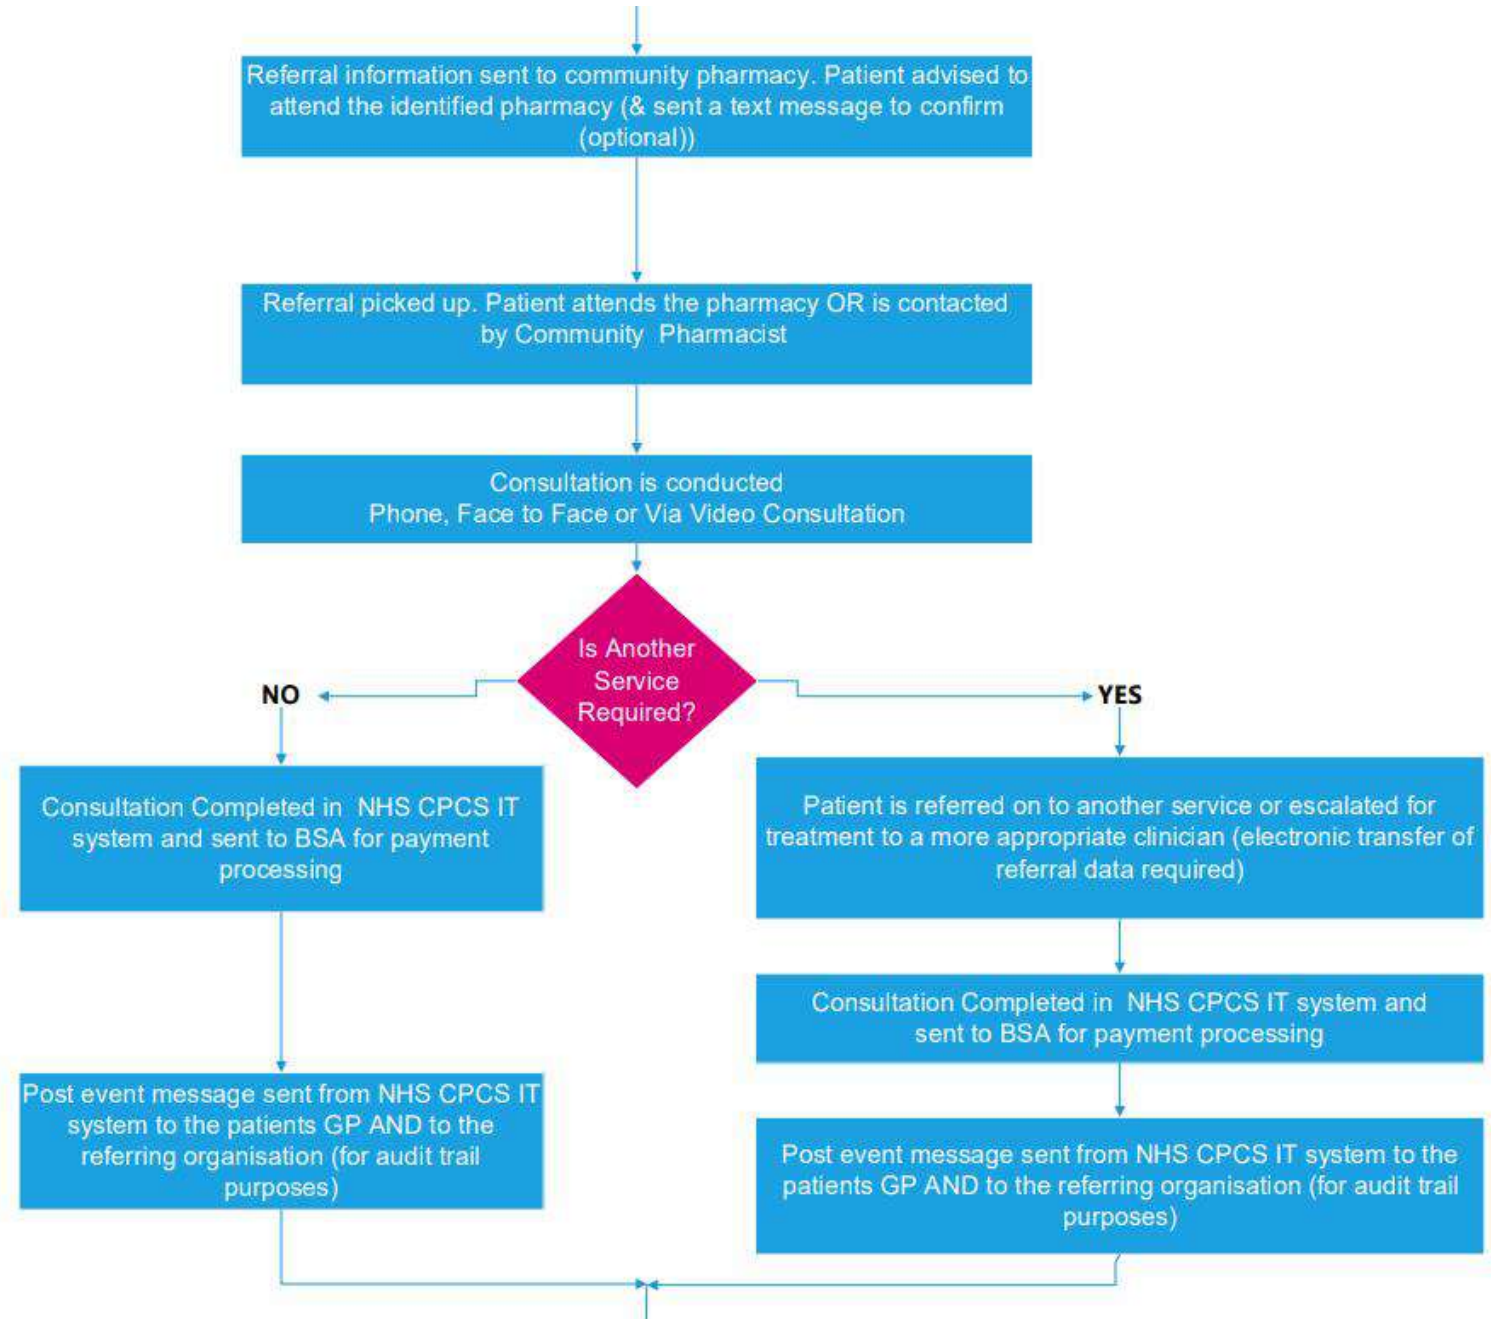 Referral information sent to community pharmacy. Patient advised to
attend the identified pharmacy (& sent a text message to confirm
(optional))
Referral picked up. Patient attends the pharmacy OR is contacted
by Community Pharmacist
Consultation is conducted
Phone, Face to Face or Via Video Consultation
Is Another
Service
Required?
NO
YES
Consultation Completed in NHS CPCS IT
system and sent to BSA for payment
processing
Post event message sent from NHS CPCS IT
system to the patients GP AND to the
referring organisation (for audit trail
purposes)
Patient is referred on to another service or escalated for
treatment to a more appropriate clinician (electronic transfer of
referral data required)
Consultation Completed in NHS CPCS IT system and
sent to BSA for payment processing
Post event message sent from NHS CPCS IT system to the
patients GP AND to the referring organisation (for audit trail
purposes)